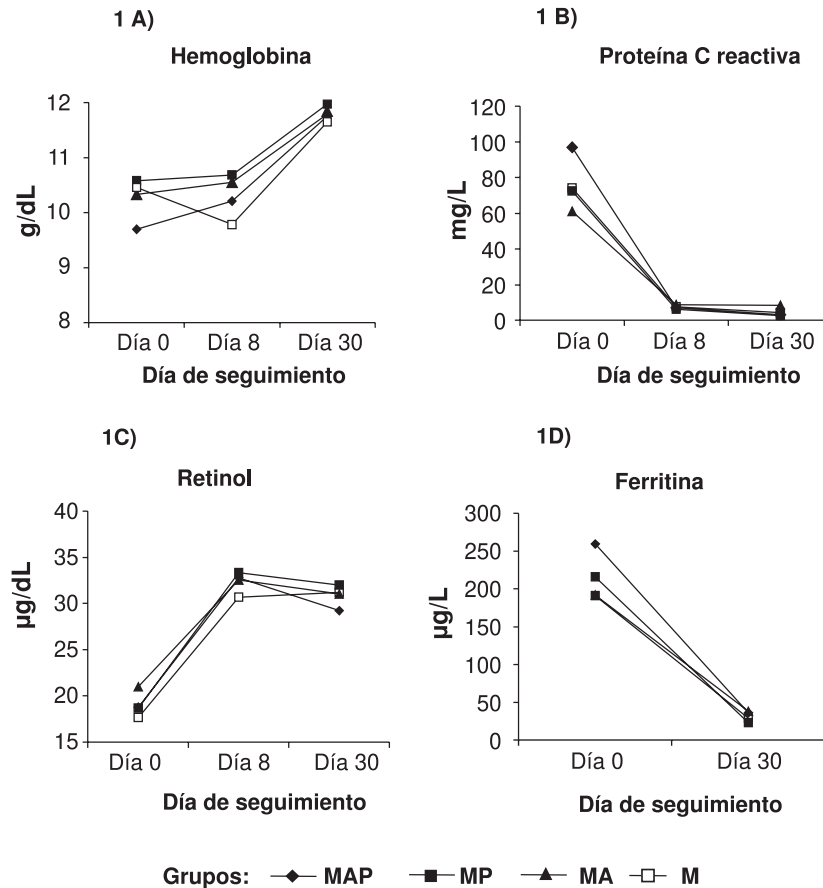 1 A)
Hemoglobina
g/dL
12
11
10
9
8
Día 0 Día 8 Día 30
Día de seguimiento
1 B)
Proteína C reactiva
mg/L
120
100
80
60
40
20
0
Día 0 Día 8 Día 30
Día de seguimiento
1C)
Retinol
µg/dL
40
35
31
25
20
15
Día 0 Día 8 Día 30
Día de seguimiento
1D)
Ferritina
µg/L
300
250
200
150
100
50
0
Día 0 Día 30
Día de seguimiento
Grupos: MAP MP MA M